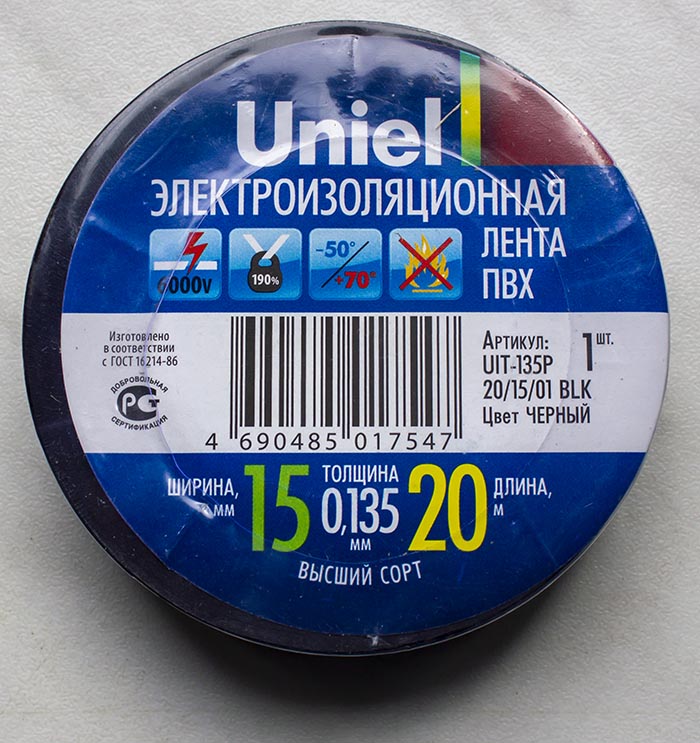 Uniel
ЭЛЕКТРОИЗОЛЯЦИОННАЯ
ЛЕНТА
ПВХ
6000v
190%
-50°
+70°
Изготовлено
в соответствии
с ГОСТ 16214-86
ДОБРОВОЛЬНАЯ
РСТ
СЕРТИФИКАЦИЯ
4 690485 017547
Артикул:
UIT-135P
20/15/01 BLK
Цвет ЧЕРНЫЙ
1 шт.
ШИРИНА, мм
15
ТОЛЩИНА
0,135
мм
20
ДЛИНА, м
ВЫСШИЙ СОРТ